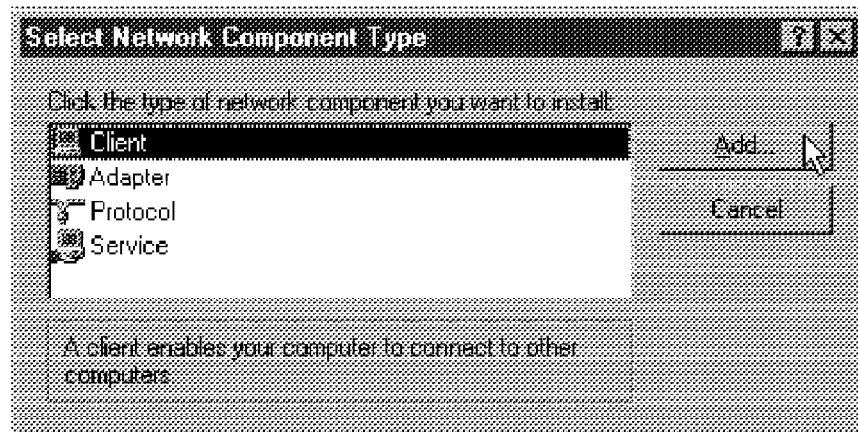 Select Network Component Type
Click the type of network component you want to install:
Client
Adapter
Protocol
Service
Add...
Cancel
A client enables your computer to connect to other
computers.